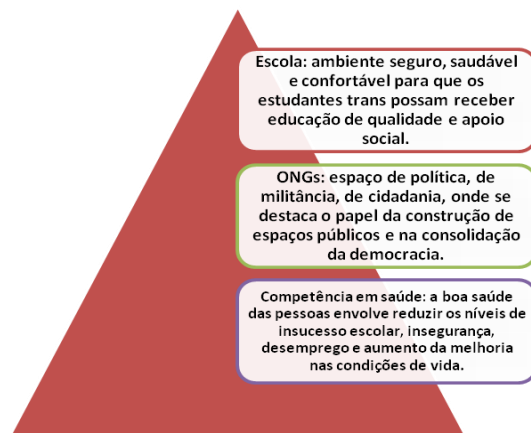 Escola: ambiente seguro, saudável
e confortável para que os
estudantes trans possam receber
educação de qualidade e apoio
social.
ONGs: espaço de política, de
militância, de cidadania, onde se
destaca o papel da construção de
espaços públicos e na consolidação
da democracia.
Competência em saúde: a boa saúde
das pessoas envolve reduzir os níveis de
insucesso escolar, insegurança,
desemprego e aumento da melhoria
nas condições de vida.